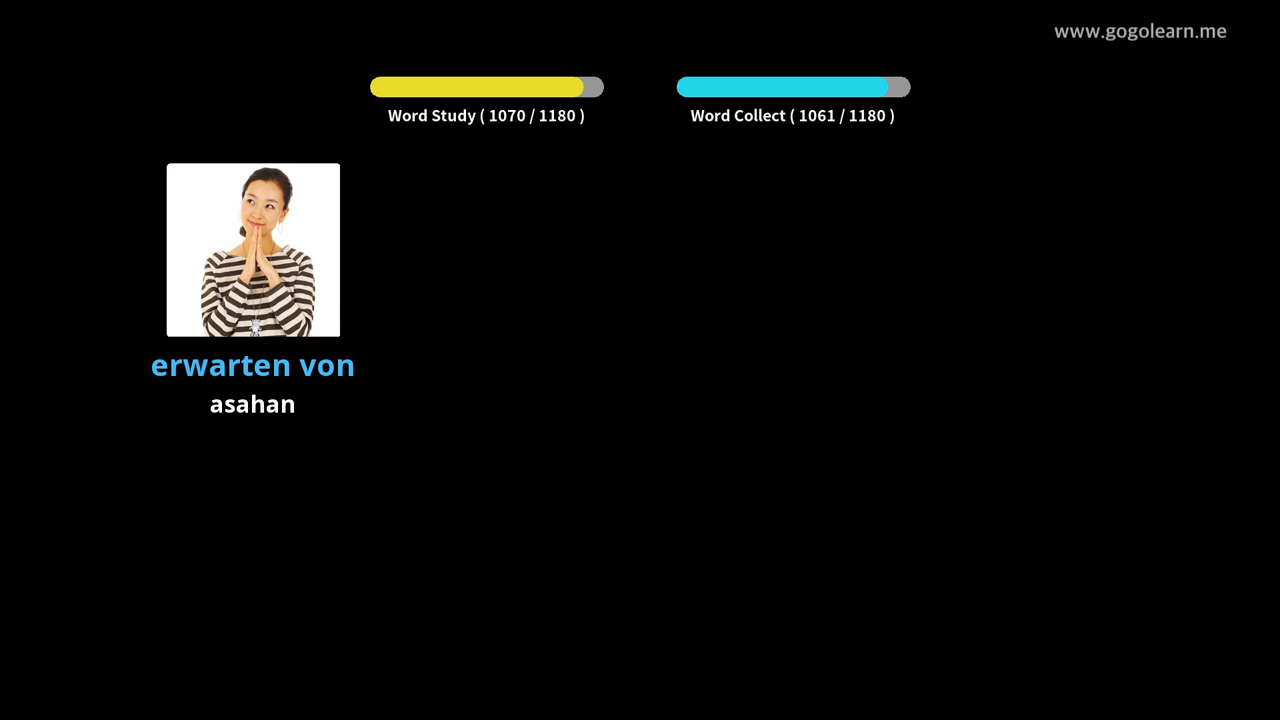 www.gogolearn.me
Word Study ( 1070 / 1180 )
Word Collect ( 1061 / 1180 )
erwarten von
asahan